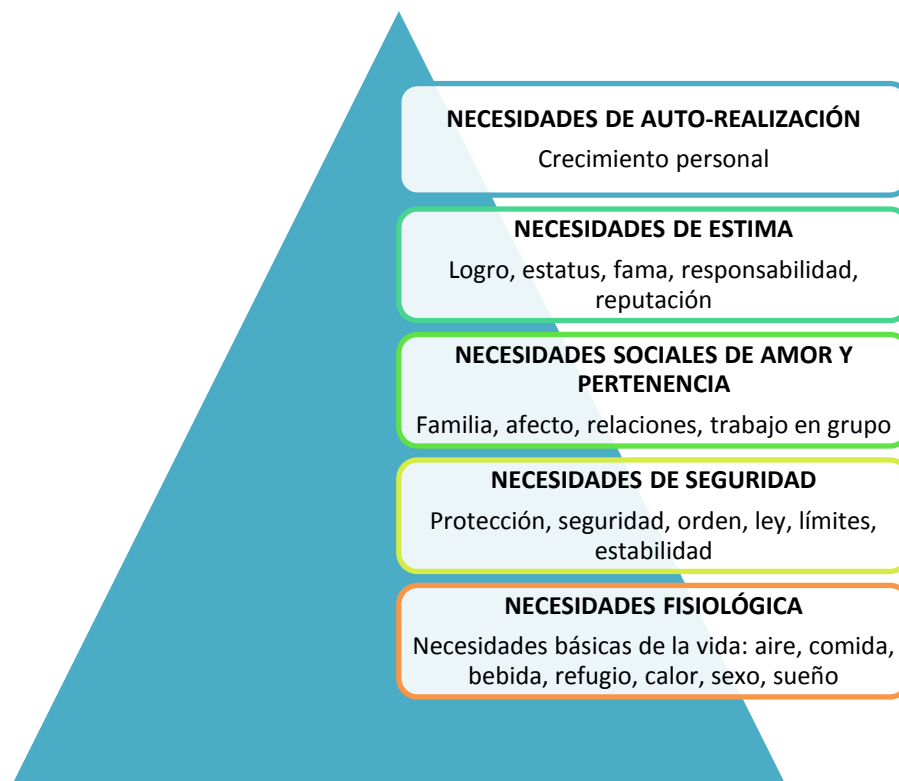 NECESIDADES DE AUTO-REALIZACIÓN
Crecimiento personal
NECESIDADES DE ESTIMA
Logro, estatus, fama, responsabilidad,
reputación
NECESIDADES SOCIALES DE AMOR Y
PERTENENCIA
Familia, afecto, relaciones, trabajo en grupo
NECESIDADES DE SEGURIDAD
Protección, seguridad, orden, ley, límites,
estabilidad
NECESIDADES FISIOLÓGICA
Necesidades básicas de la vida: aire, comida,
bebida, refugio, calor, sexo, sueño